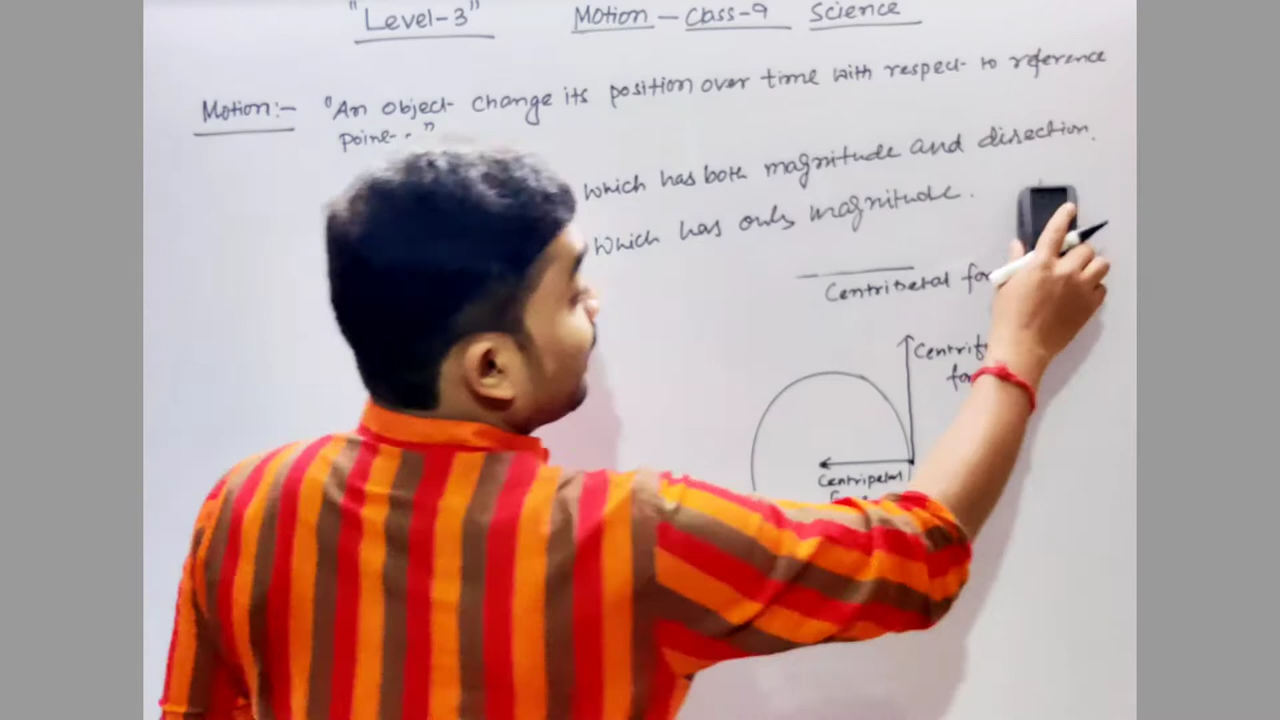 "Level-3" Motion - Class-9 Science
Motion:- "An object change its position over time with respect to reference
point."
which has both magnitude and direction.
which has only magnitude.
Centripetal
Centripetal